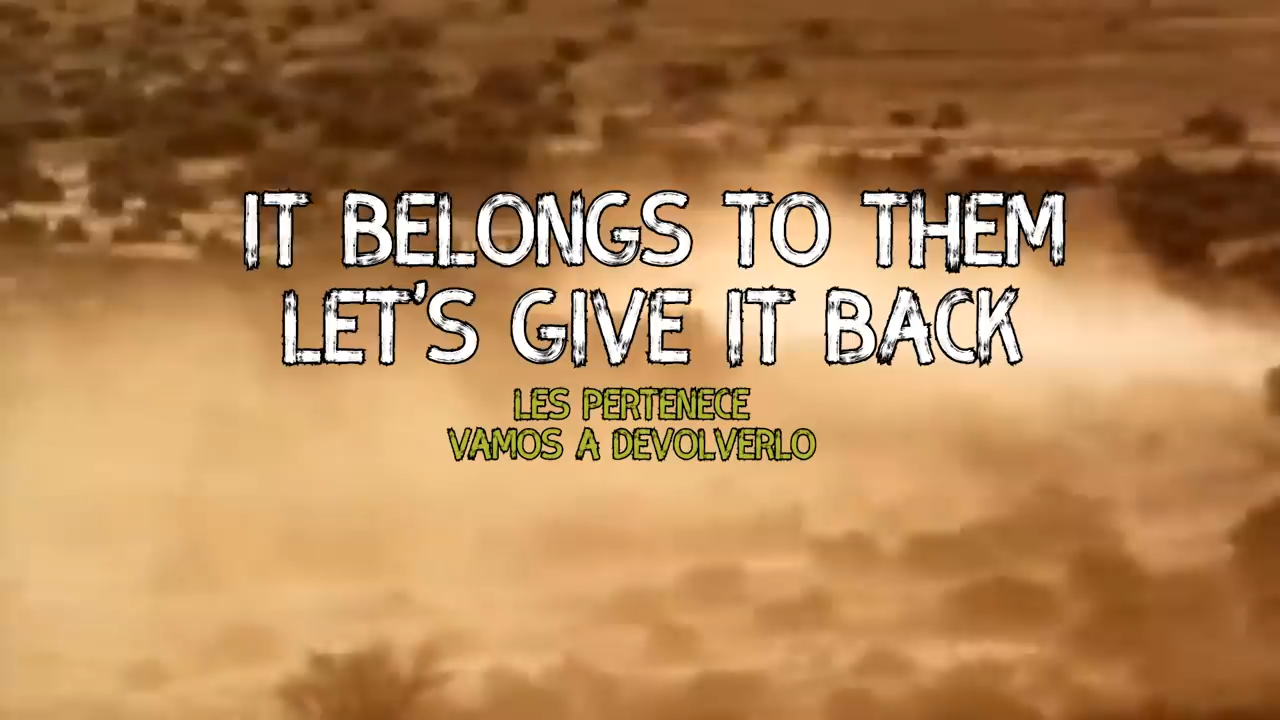 IT BELONGS TO THEM
LET'S GIVE IT BACK
LES PERTENECE
VAMOS A DEVOLVERLO